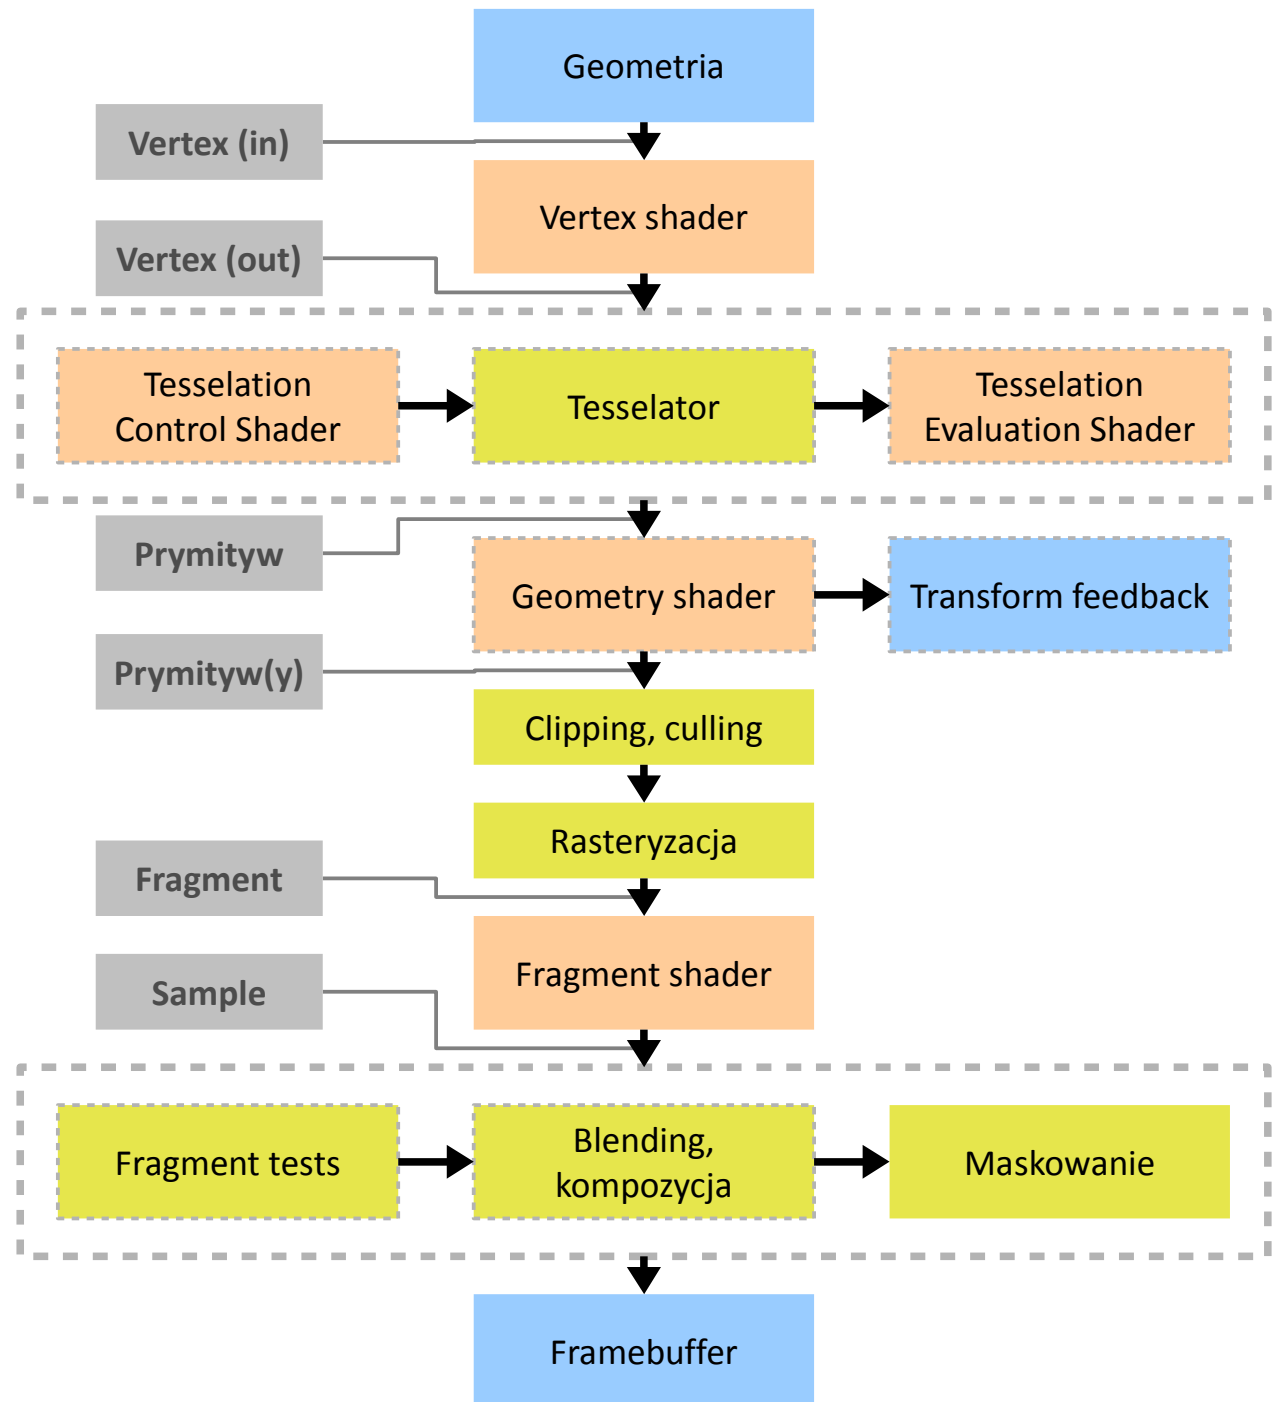 Geometria
Vertex (in)
Vertex shader
Vertex (out)
Tesselation
Control Shader
Tesselator
Tesselation
Evaluation Shader
Prymityw
Geometry shader
Transform feedback
Prymityw(y)
Clipping, culling
Rasteryzacja
Fragment
Fragment shader
Sample
Fragment tests
Blending,
kompozycja
Maskowanie
Framebuffer